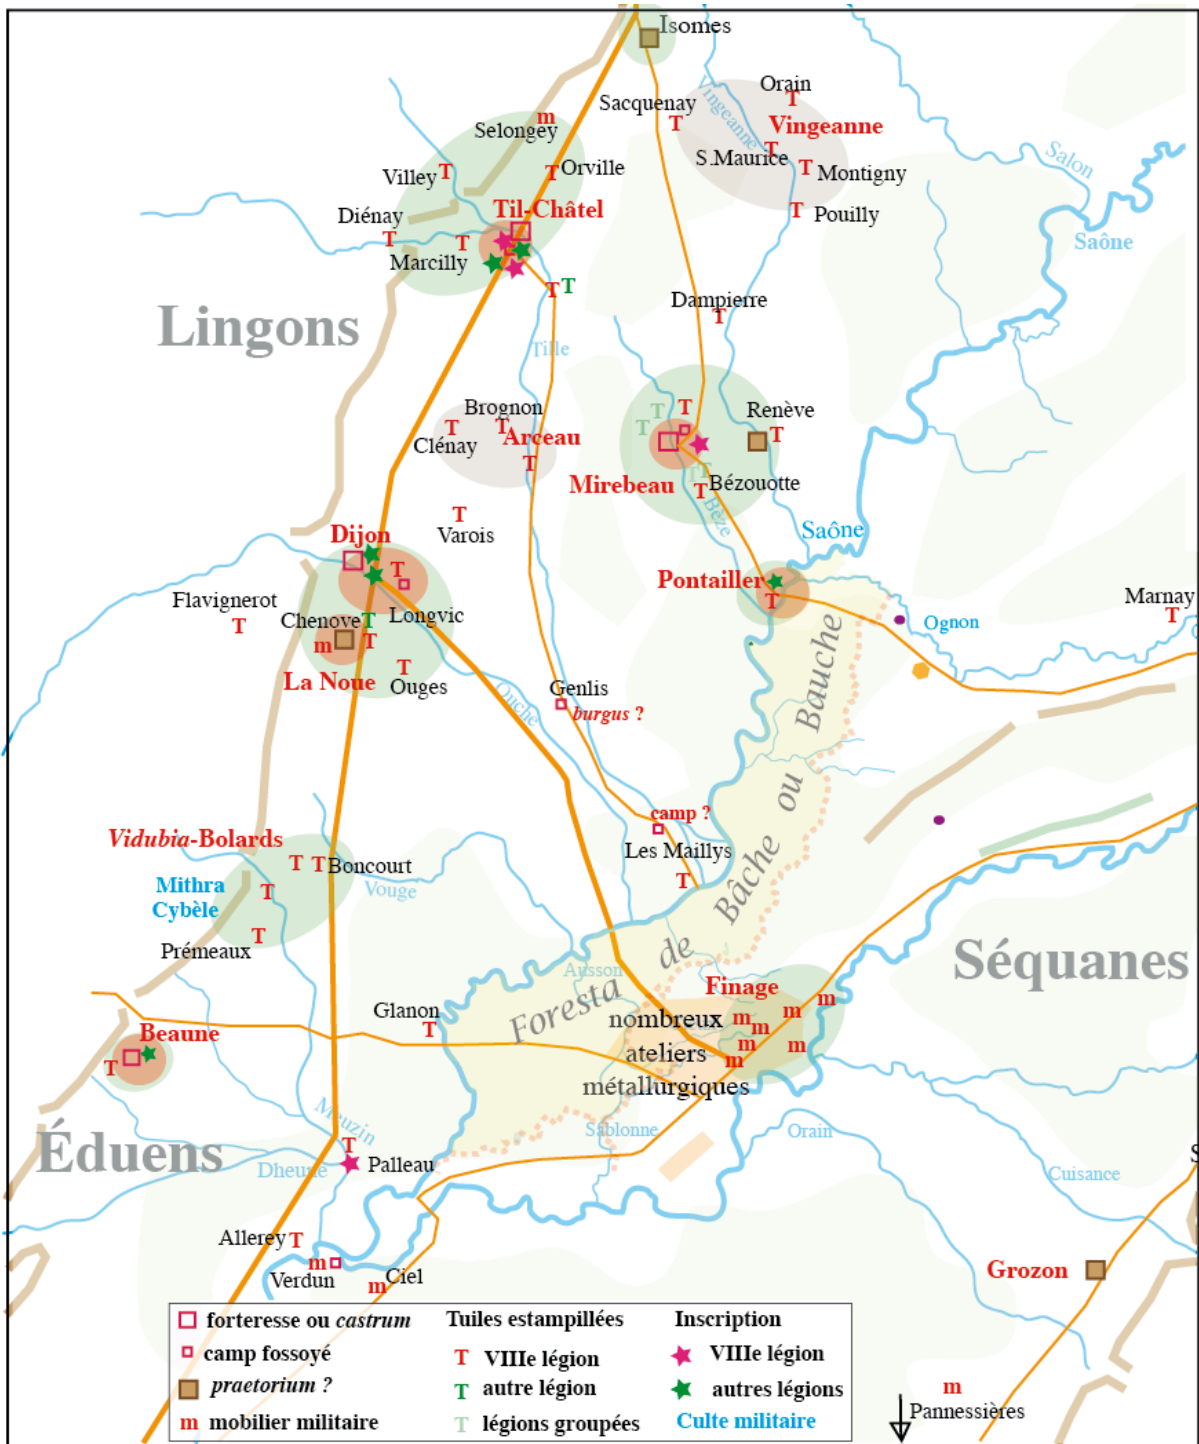 Isomes
Sacquenay
Orain
Vingeanne
Vingeanne
m
Selongey
T
T
T
S.Maurice
T
Montigny
Salon
Villey
T
T
Orville
Diénay
Til-Châtel
T
Pouilly
Saône
T
T
Marcilly
T T
Dampierre
T
Lingons
Tille
Brognon
T
T
T
Renève
T
T
T
Clénay
Arceau
T
T
Mirebeau
T
T
Bézouotte
Bèze
T
Varois
Saône
Dijon
T
Pontailler
T
Flavignerot
T
Chenove
T
Longvic
Marnay
T
Ognon
m
T
La Noue
T
Ouges
Ouche
Genlis
burgus ?
camp ?
Les Maillys
T
Foresta de Bâche ou Bauche
Vidubia-Bolards
T T
Boncourt
Vouge
Mithra
Cybèle
T
T
Prémeaux
Séquanes
Ausson
Finage
m
m
m
m
m
m
m
nombreux
ateliers
métallurgiques
Glanon
T
Beaune
T
Meuzin
T
Sablonne
Orain
Éduens
Dheune
Palleau
Cuisance
Allerey
T
m
Verdun
m
Ciel
Grozon
S
m
Pannessières
forteresse ou castrum
camp fossoyé
praetorium ?
m mobilier militaire
Tuiles estampillées
T VIIIe légion
T autre légion
T légions groupées
Inscription
VIIIe légion
autres légions
Culte militaire